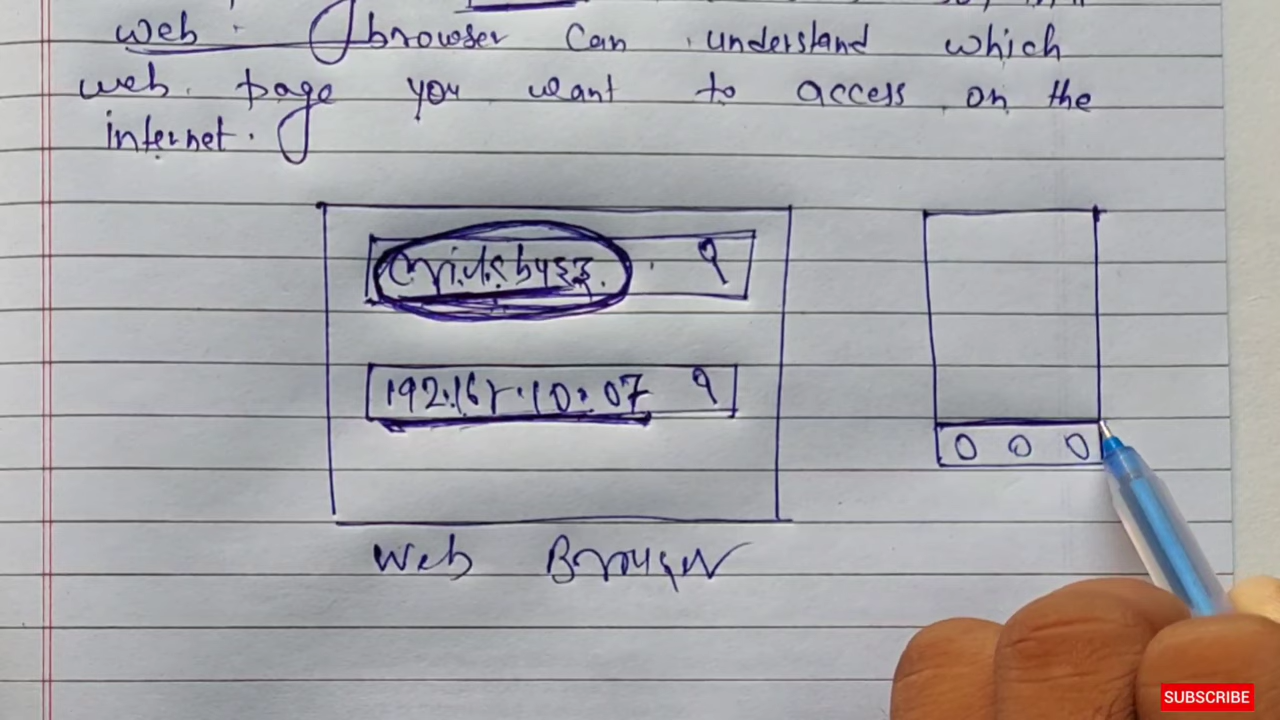 web. browser can understand which
web page you want to access on the
internet.
192.168.10.07
Web Browser
SUBSCRIBE